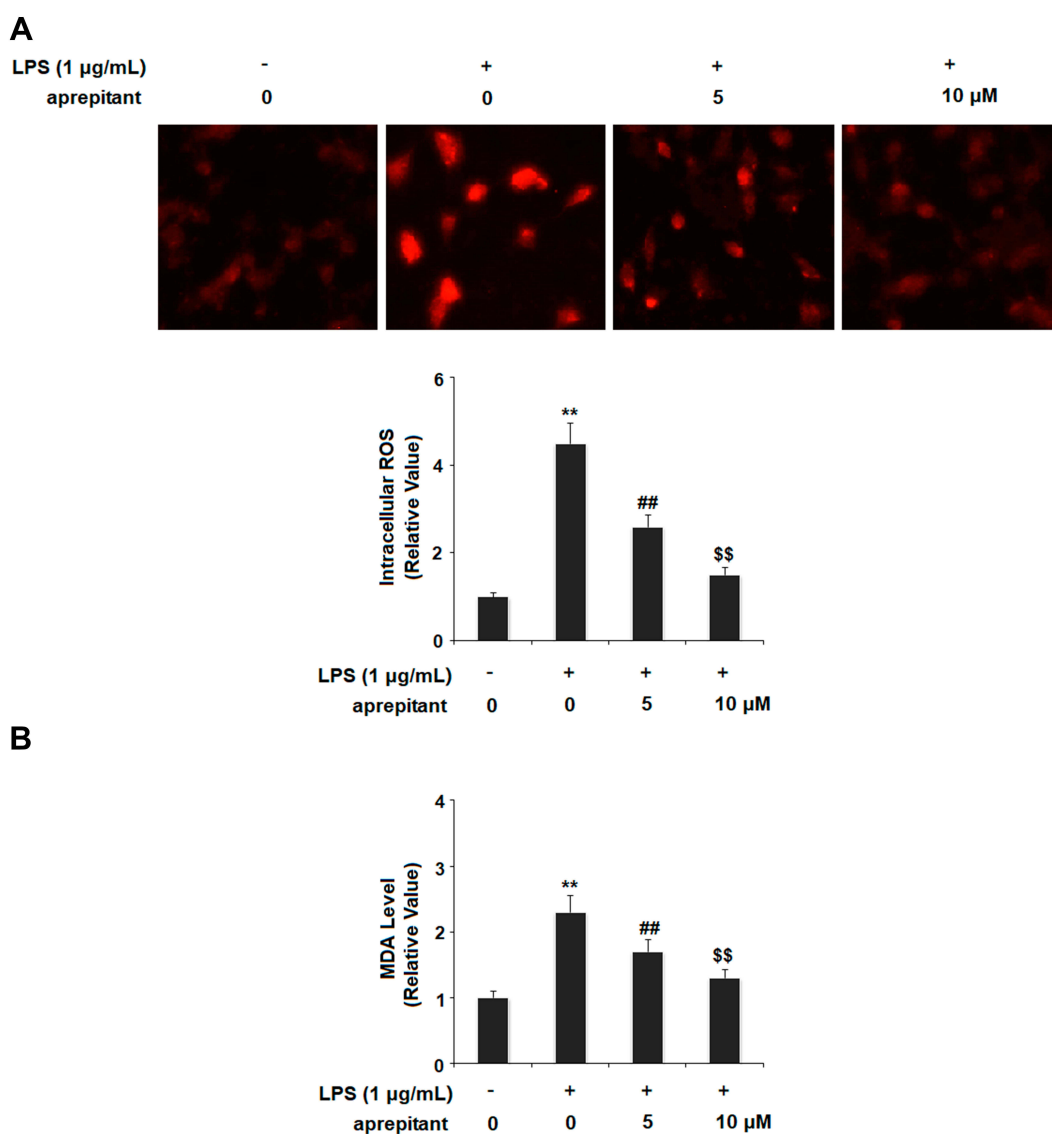 A
LPS (1 µg/mL) - + + +
aprepitant 0 0 5 10 µM
6
4
2
0
Intracellular ROS
(Relative Value)
** ## $$
LPS (1 µg/mL) - + + +
aprepitant 0 0 5 10 µM
B
4
3
2
1
0
MDA Level
(Relative Value)
** ## $$
LPS (1 µg/mL) - + + +
aprepitant 0 0 5 10 µM